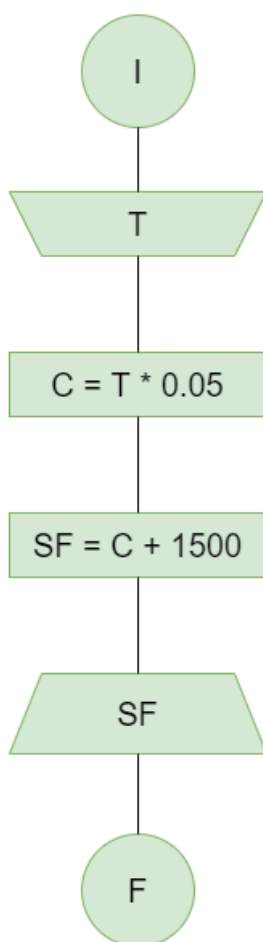 I
T
C = T * 0.05
SF = C + 1500
SF
F